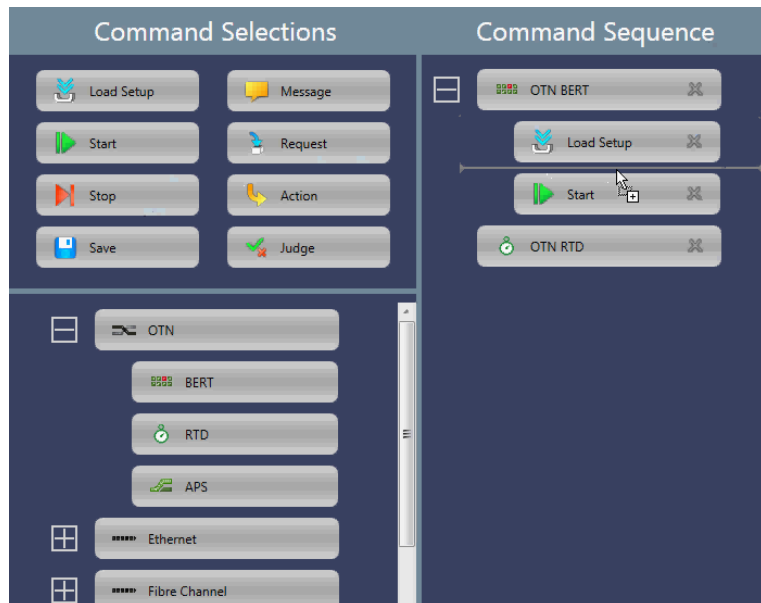 Command Selections
Load Setup
Message
Start
Request
Stop
Action
Save
Judge
OTN
BERT
RTD
APS
Ethernet
Fibre Channel
Command Sequence
OTN BERT
Load Setup
Start
OTN RTD